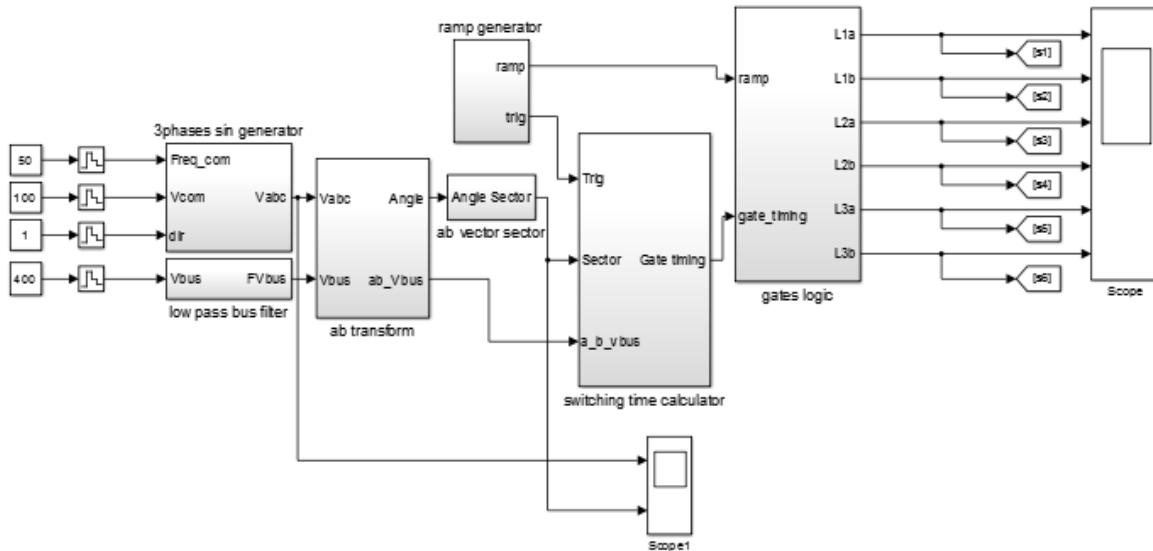 ramp generator
ramp
trig
3phases sin generator
50
Freq_com
100
Vcom
Vabc
1
dir
400
Vbus
FVbus
low pass bus filter
Vabc
Angle
Vbus
ab_Vbus
ab transform
Angle Sector
ab vector sector
Trig
Sector
Gate timing
a_b_vbus
switching time calculator
ramp
gate_timing
L1a
L1b
L2a
L2b
L3a
L3b
gates logic
[s1]
[s2]
[s3]
[s4]
[s5]
[s6]
Scope
Scope1